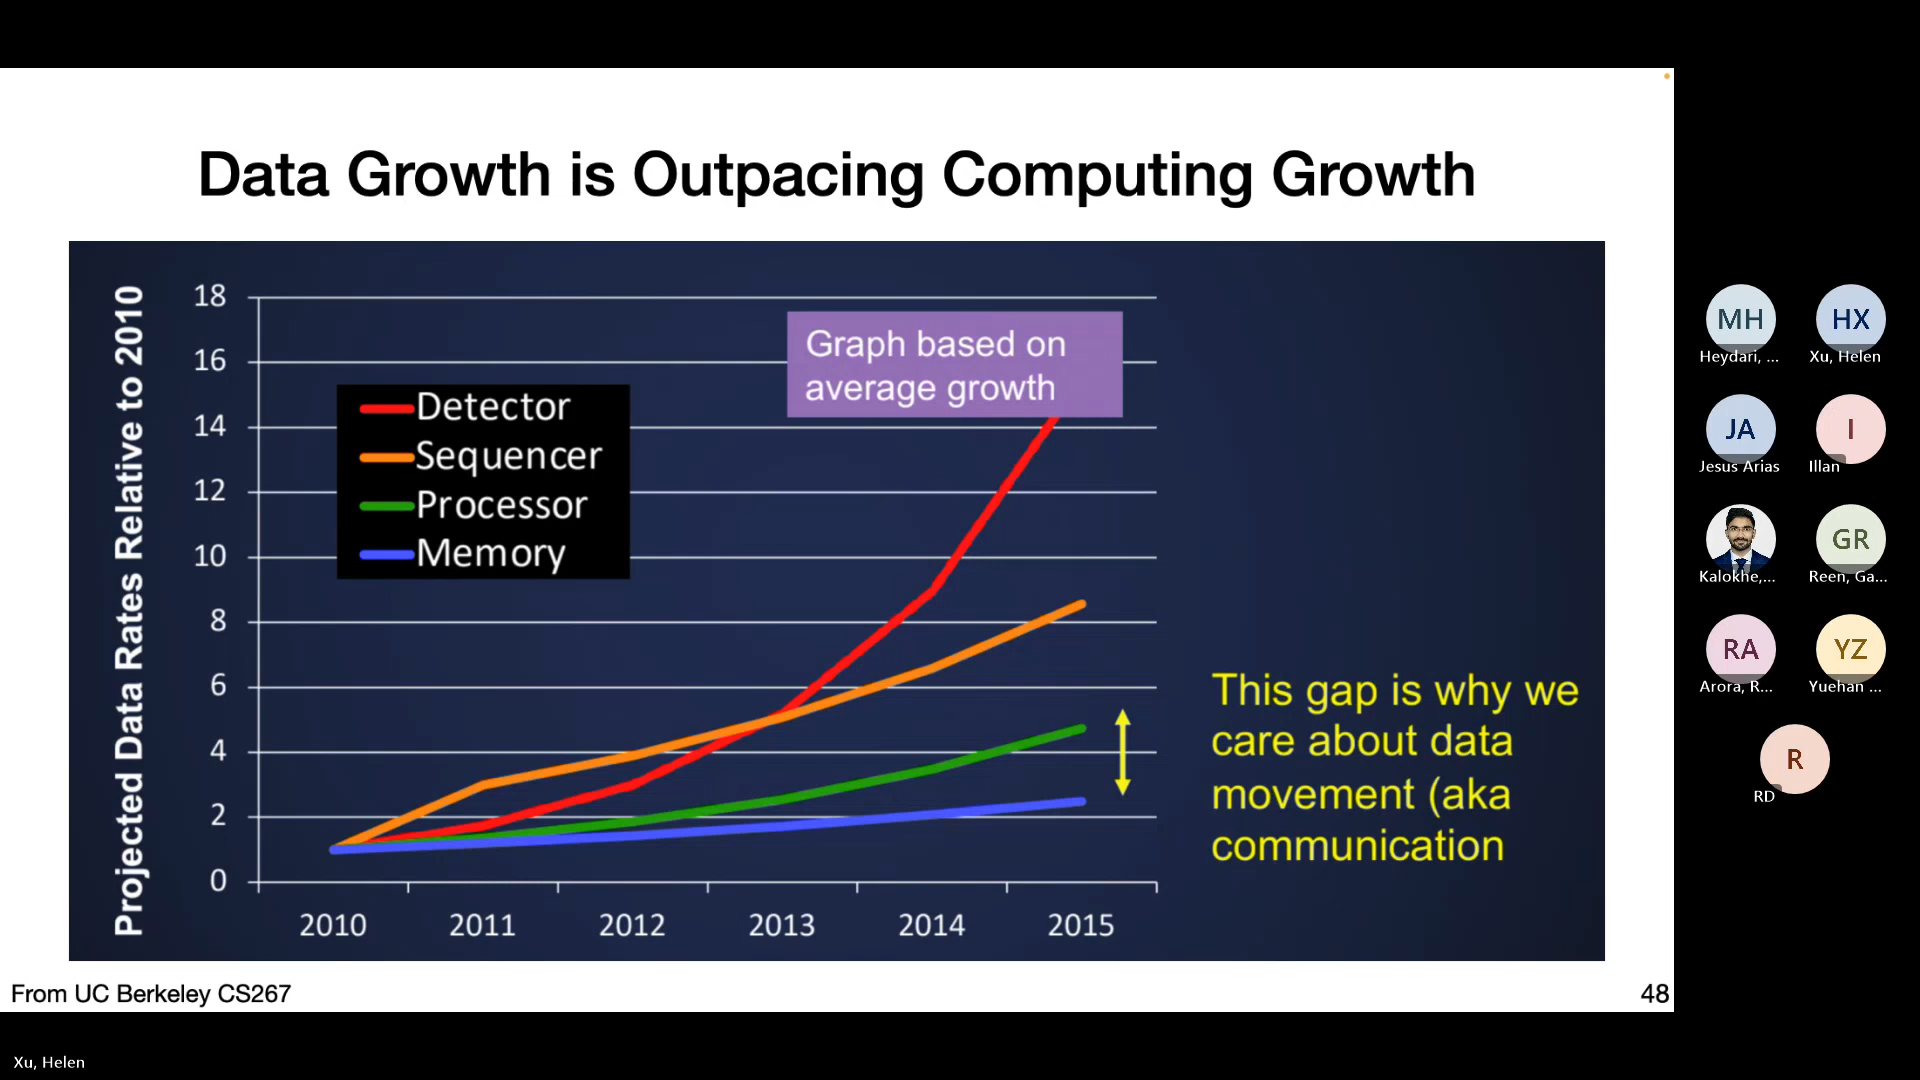 Data Growth is Outpacing Computing Growth
Projected Data Rates Relative to 2010
18
16
14
12
10
8
6
4
2
0
Graph based on
average growth
Detector
Sequencer
Processor
Memory
2010
2011
2012
2013
2014
2015
This gap is why we
care about data
movement (aka
communication
From UC Berkeley CS267
48
MH
Heydari, ...
HX
Xu, Helen
JA
Jesus Arias
I
Illan
Kalokhe,...
GR
Reen, Ga...
RA
Arora, R...
YZ
Yuehan ...
R
RD
Xu, Helen